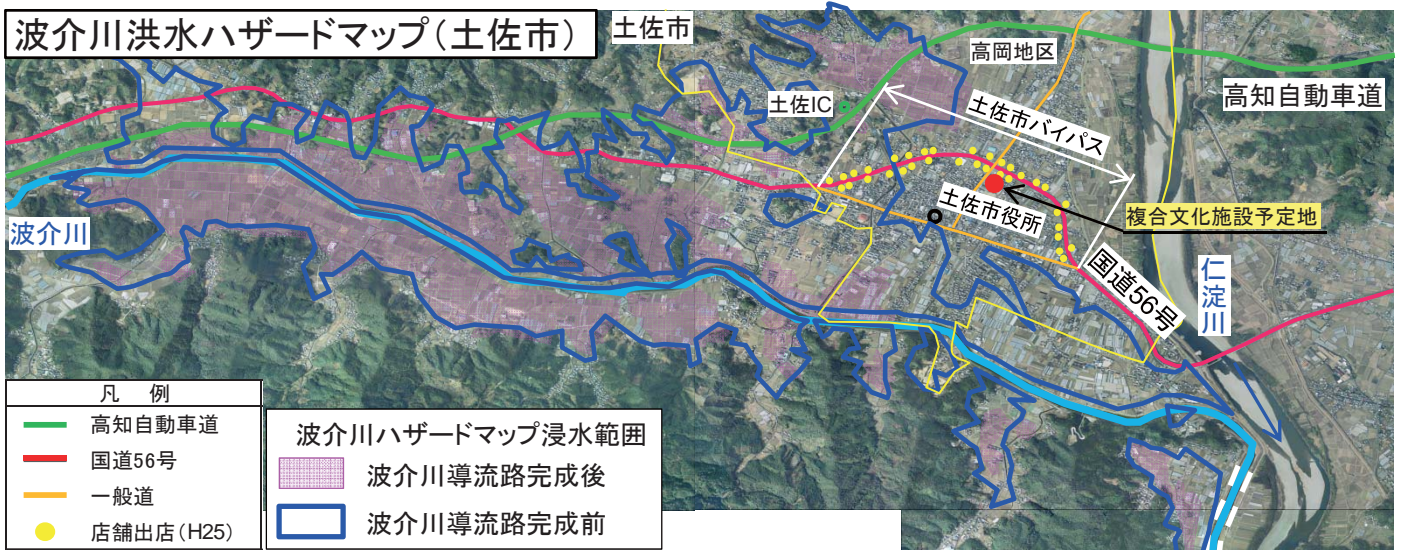 波介川洪水ハザードマップ(土佐市)
土佐市
高岡地区
高知自動車道
土佐IC
土佐市バイパス
複合文化施設予定地
土佐市役所
波介川
国道56号
仁淀川
凡 例
高知自動車道
国道56号
一般道
店舗出店(H25)
波介川ハザードマップ浸水範囲
波介川導流路完成後
波介川導流路完成前